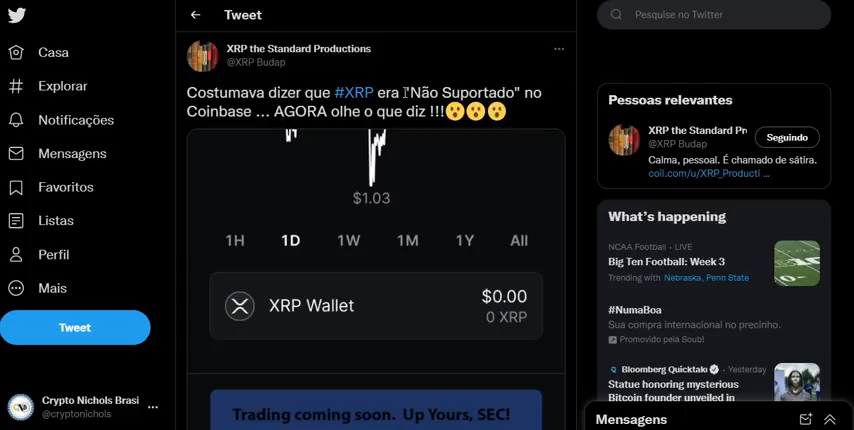 Tweet
Pesquise no Twitter
Casa
Explorar
Notificações
Mensagens
Favoritos
Listas
Perfil
Mais
Tweet
Crypto Nichols Brasi
@cryptonichols
XRP the Standard Productions
@XRP Budap
Costumava dizer que #XRP era "Não Suportado" no
Coinbase ... AGORA olhe o que diz !!!😮😮😮
$1.03
1H 1D 1W 1M 1Y All
XRP Wallet
$0.00
0 XRP
Trading coming soon. Up Yours, SEC!
Pessoas relevantes
XRP the Standard Pr
@XRP Budap
Seguindo
Calma, pessoal. É chamado de sátira.
coil.com/u/XRP_Producti ...
What's happening
NCAA Football · LIVE
Big Ten Football: Week 3
Trending with Nebraska, Penn State
#NumaBoa
Sua compra internacional no precinho.
Promovido pela Soub!
Bloomberg Quicktake · Yesterday
Statue honoring mysterious
Bitcoin founder unveiled in
Mensagens